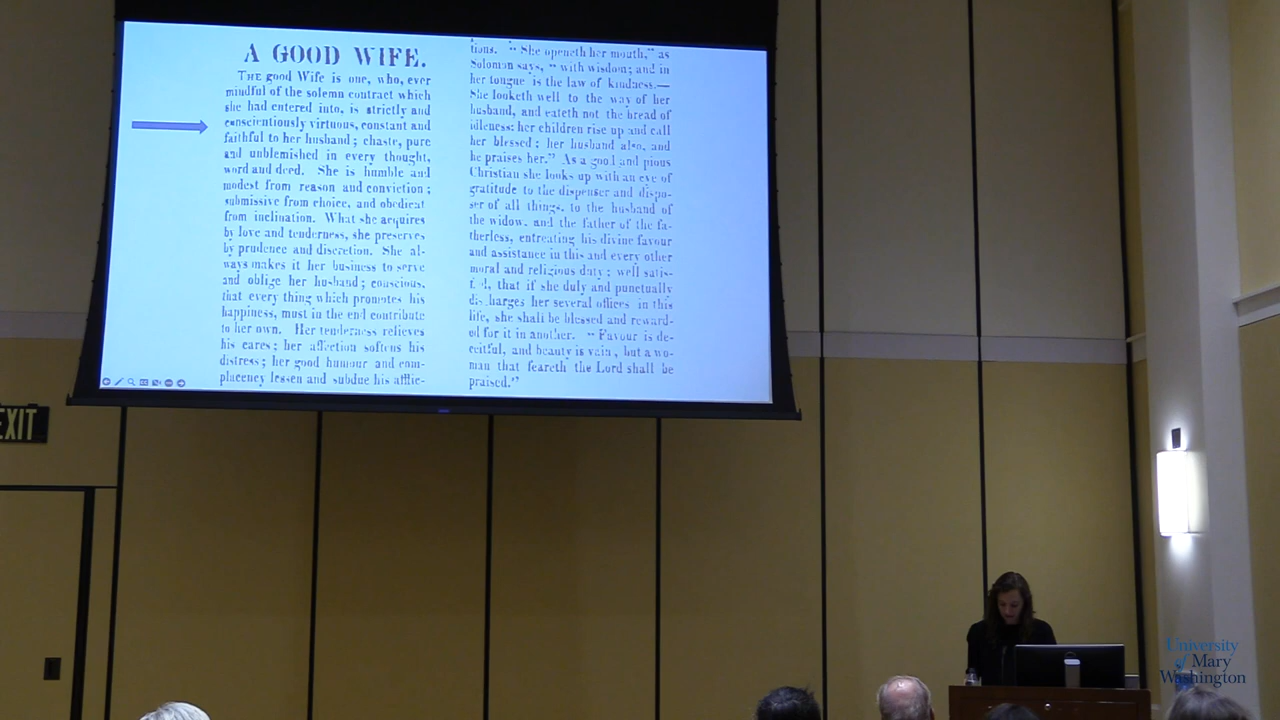 A GOOD WIFE.
THE good Wife is one, who, ever
mindful of the solemn contract which
she had entered into, is strictly and
conscientiously virtuous, constant and
faithful to her husband; chaste, pure
and unblemished in every thought,
word and deed. She is humble and
modest from reason and conviction;
submissive from choice, and obedient
from inclination. What she acquires
by love and tenderness, she preserves
by prudence and discretion. She al-
ways makes it her business to serve
and oblige her husband; conscious,
that every thing which promotes his
happiness, must in the end contribute
to her own. Her tenderness relieves
his cares; her affection softens his
distress; her good humour and com-
placency lessen and subdue his afflic-
tions. "She openeth her mouth," as
Solomon says, "with wisdom; and in
her tongue is the law of kindness.—
She looketh well to the way of her
husband, and eateth not the bread of
idleness: her children rise up and call
her blessed; her husband also, and
he praises her." As a good and pious
Christian she looks up with an eye of
gratitude to the dispenser and dispo-
ser of all things, to the husband of
the widow, and the father of the fa-
therless, entreating his divine favour
and assistance in this and every other
moral and religious duty; well satis-
that if she duly and punctually
discharges her several offices in this
life, she shall be blessed and reward-
ed for it in another. "Favour is de-
ceitful, and beauty is vain, but a wo-
man that feareth the Lord shall be
praised."
EXIT
University
of Mary
Washington